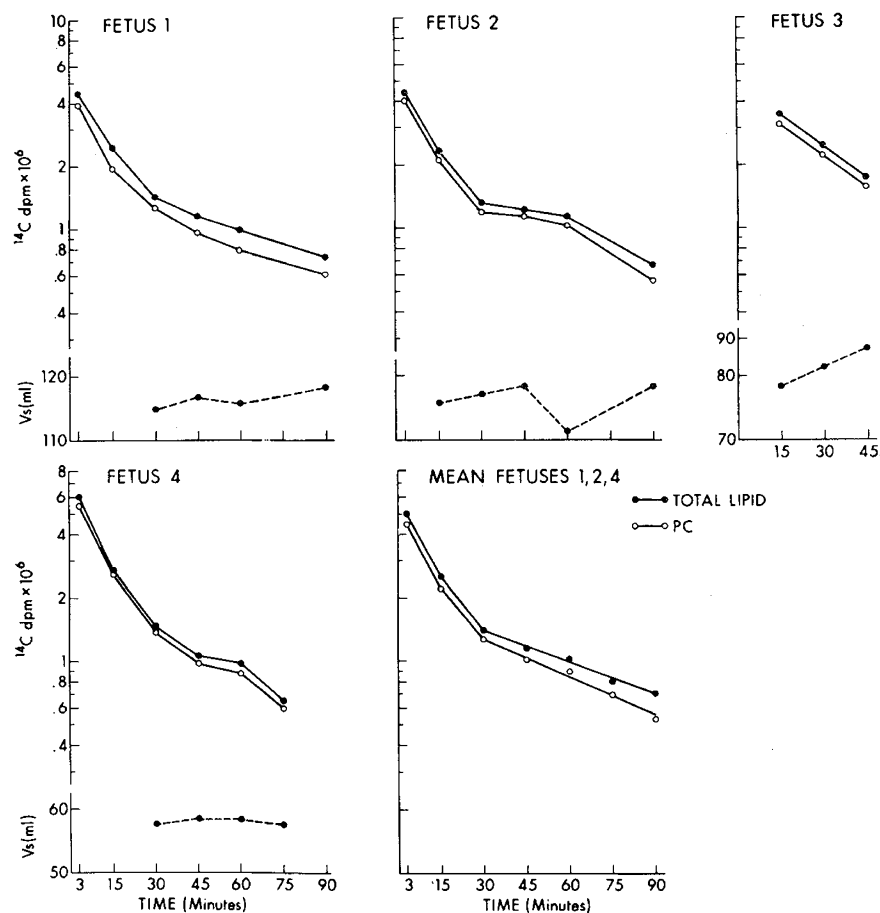 FETUS 1
FETUS 2
FETUS 3
10
8
6
4
2
1
.8
.6
.4
¹⁴C dpm × 10⁶
120
110
Vs(ml)
90
80
70
15 30 45
FETUS 4
MEAN FETUSES 1, 2, 4
TOTAL LIPID
PC
8
6
4
2
1
.8
.6
.4
¹⁴C dpm × 10⁶
60
50
Vs(ml)
3 15 30 45 60 75 90
TIME (Minutes)
3 15 30 45 60 75 90
TIME (Minutes)